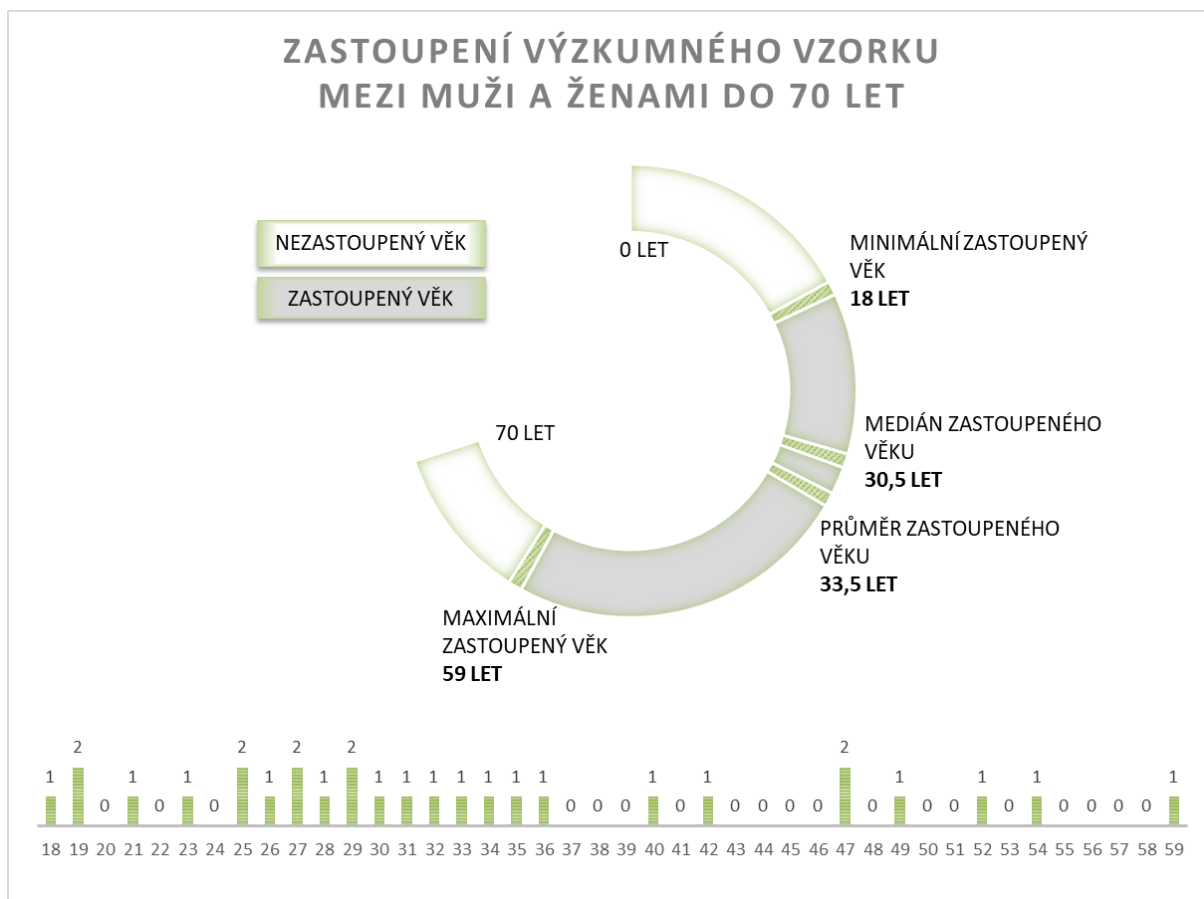 ZASTOUPENÍ VÝZKUMNÉHO VZORKU
MEZI MUŽI A ŽENAMI DO 70 LET
NEZASTOUPENÝ VĚK
ZASTOUPENÝ VĚK
0 LET
MINIMÁLNÍ ZASTOUPENÝ
VĚK
18 LET
MEDIÁN ZASTOUPENÉHO
VĚKU
30,5 LET
PRŮMĚR ZASTOUPENÉHO
VĚKU
33,5 LET
70 LET
MAXIMÁLNÍ
ZASTOUPENÝ VĚK
59 LET
1 2 0 1 0 1 0 2 1 2 1 2 1 1 1 1 1 1 1 0 0 0 1 0 1 0 0 0 0 2 0 1 0 0 1 0 1 0 0 0 0 1
18 19 20 21 22 23 24 25 26 27 28 29 30 31 32 33 34 35 36 37 38 39 40 41 42 43 44 45 46 47 48 49 50 51 52 53 54 55 56 57 58 59